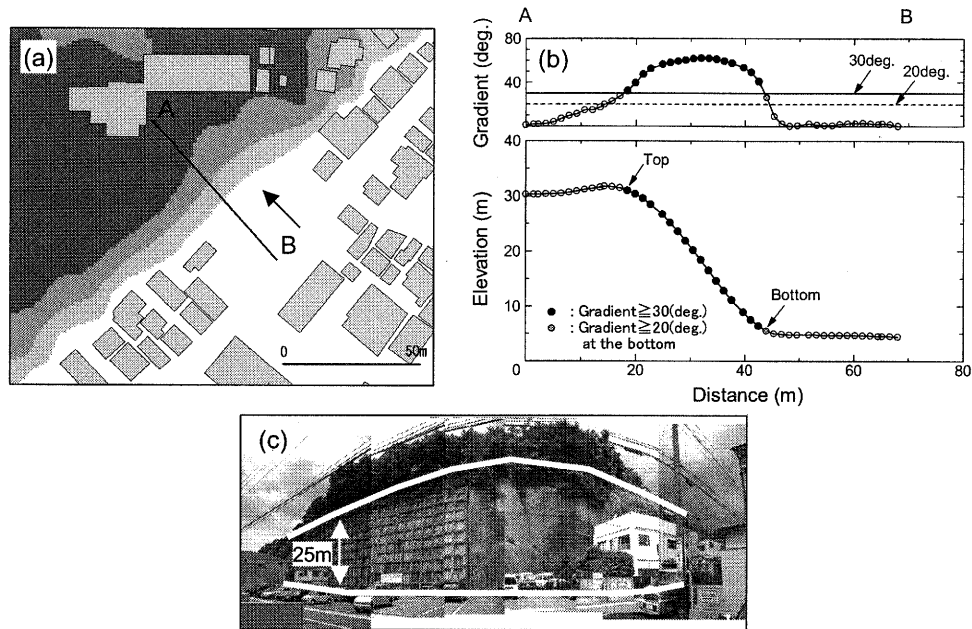 (a)
A
B
0 50m
A B
(b)
Gradient (deg.)
80
40
0
30deg.
20deg.
Elevation (m)
40
30
20
10
Top
Bottom
● : Gradient≧30(deg.)
○ : Gradient≧20(deg.)
at the bottom
0 20 40 60 80
Distance (m)
(c)
25m